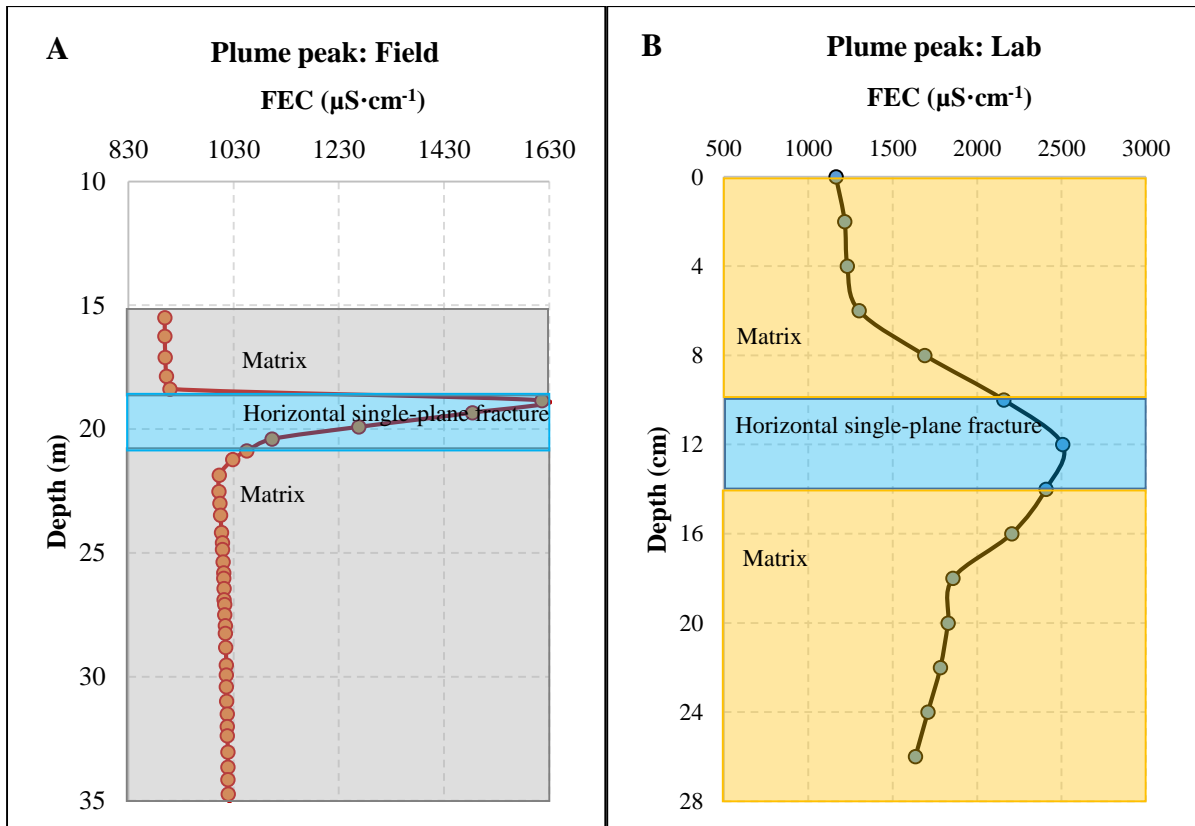 A
Plume peak: Field
FEC (µS·cm-1)
830 1030 1230 1430 1630
10
15
20
25
30
35
Depth (m)
Matrix
Horizontal single-plane fracture
Matrix
B
Plume peak: Lab
FEC (µS·cm-1)
500 1000 1500 2000 2500 3000
0
4
8
12
16
20
24
28
Depth (cm)
Matrix
Horizontal single-plane fracture
Matrix